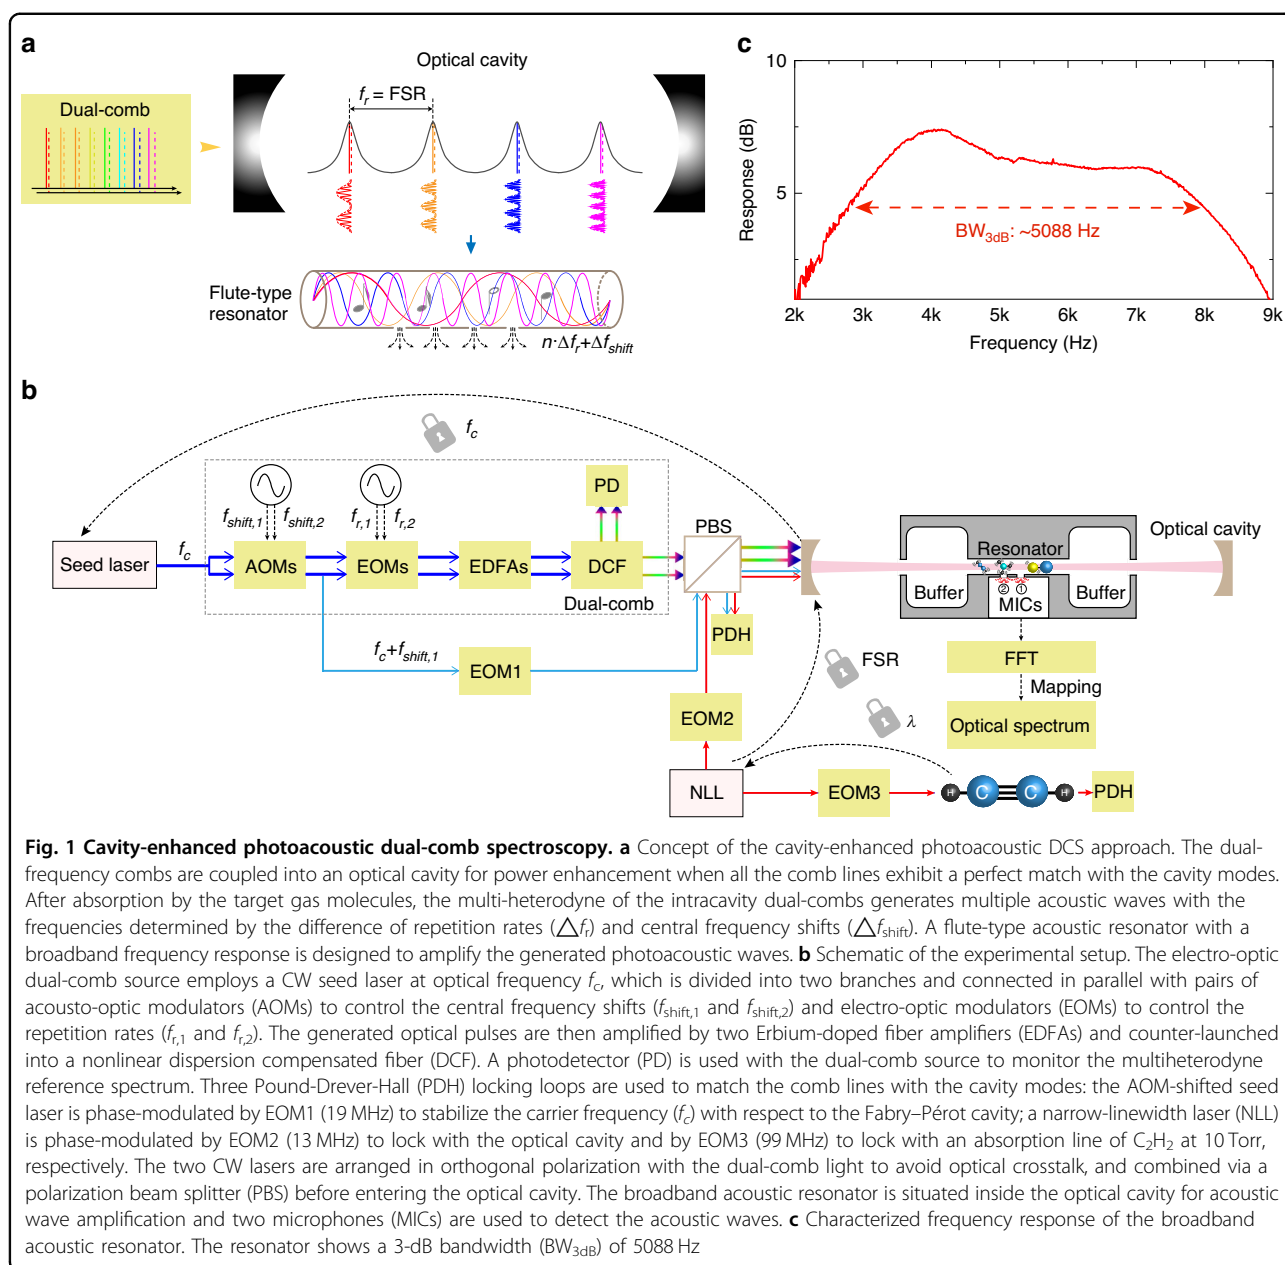 a
Optical cavity
Dual-comb
f_r = FSR
Flute-type
resonator
n·Δf_r+Δf_shift
c
10
5
Response (dB)
BW_3dB: ~5088 Hz
2k 3k 4k 5k 6k 7k 8k 9k
Frequency (Hz)
b
f_c
f_shift,1 f_shift,2
f_r,1 f_r,2
PD
PBS
Optical cavity
Seed laser
f_c
AOMs
EOMs
EDFAs
DCF
Dual-comb
Resonator
Buffer
② ①
MICs
Buffer
PDH
f_c+f_shift,1
EOM1
FSR
FFT
Mapping
EOM2
λ
Optical spectrum
NLL
EOM3
H C C H
PDH
Fig. 1 Cavity-enhanced photoacoustic dual-comb spectroscopy. a Concept of the cavity-enhanced photoacoustic DCS approach. The dual-
frequency combs are coupled into an optical cavity for power enhancement when all the comb lines exhibit a perfect match with the cavity modes.
After absorption by the target gas molecules, the multi-heterodyne of the intracavity dual-combs generates multiple acoustic waves with the
frequencies determined by the difference of repetition rates (△f_r) and central frequency shifts (△f_shift). A flute-type acoustic resonator with a
broadband frequency response is designed to amplify the generated photoacoustic waves. b Schematic of the experimental setup. The electro-optic
dual-comb source employs a CW seed laser at optical frequency f_c, which is divided into two branches and connected in parallel with pairs of
acousto-optic modulators (AOMs) to control the central frequency shifts (f_shift,1 and f_shift,2) and electro-optic modulators (EOMs) to control the
repetition rates (f_r,1 and f_r,2). The generated optical pulses are then amplified by two Erbium-doped fiber amplifiers (EDFAs) and counter-launched
into a nonlinear dispersion compensated fiber (DCF). A photodetector (PD) is used with the dual-comb source to monitor the multiheterodyne
reference spectrum. Three Pound-Drever-Hall (PDH) locking loops are used to match the comb lines with the cavity modes: the AOM-shifted seed
laser is phase-modulated by EOM1 (19 MHz) to stabilize the carrier frequency (f_c) with respect to the Fabry–Pérot cavity; a narrow-linewidth laser (NLL)
is phase-modulated by EOM2 (13 MHz) to lock with the optical cavity and by EOM3 (99 MHz) to lock with an absorption line of C₂H₂ at 10 Torr,
respectively. The two CW lasers are arranged in orthogonal polarization with the dual-comb light to avoid optical crosstalk, and combined via a
polarization beam splitter (PBS) before entering the optical cavity. The broadband acoustic resonator is situated inside the optical cavity for acoustic
wave amplification and two microphones (MICs) are used to detect the acoustic waves. c Characterized frequency response of the broadband
acoustic resonator. The resonator shows a 3-dB bandwidth (BW_3dB) of 5088 Hz